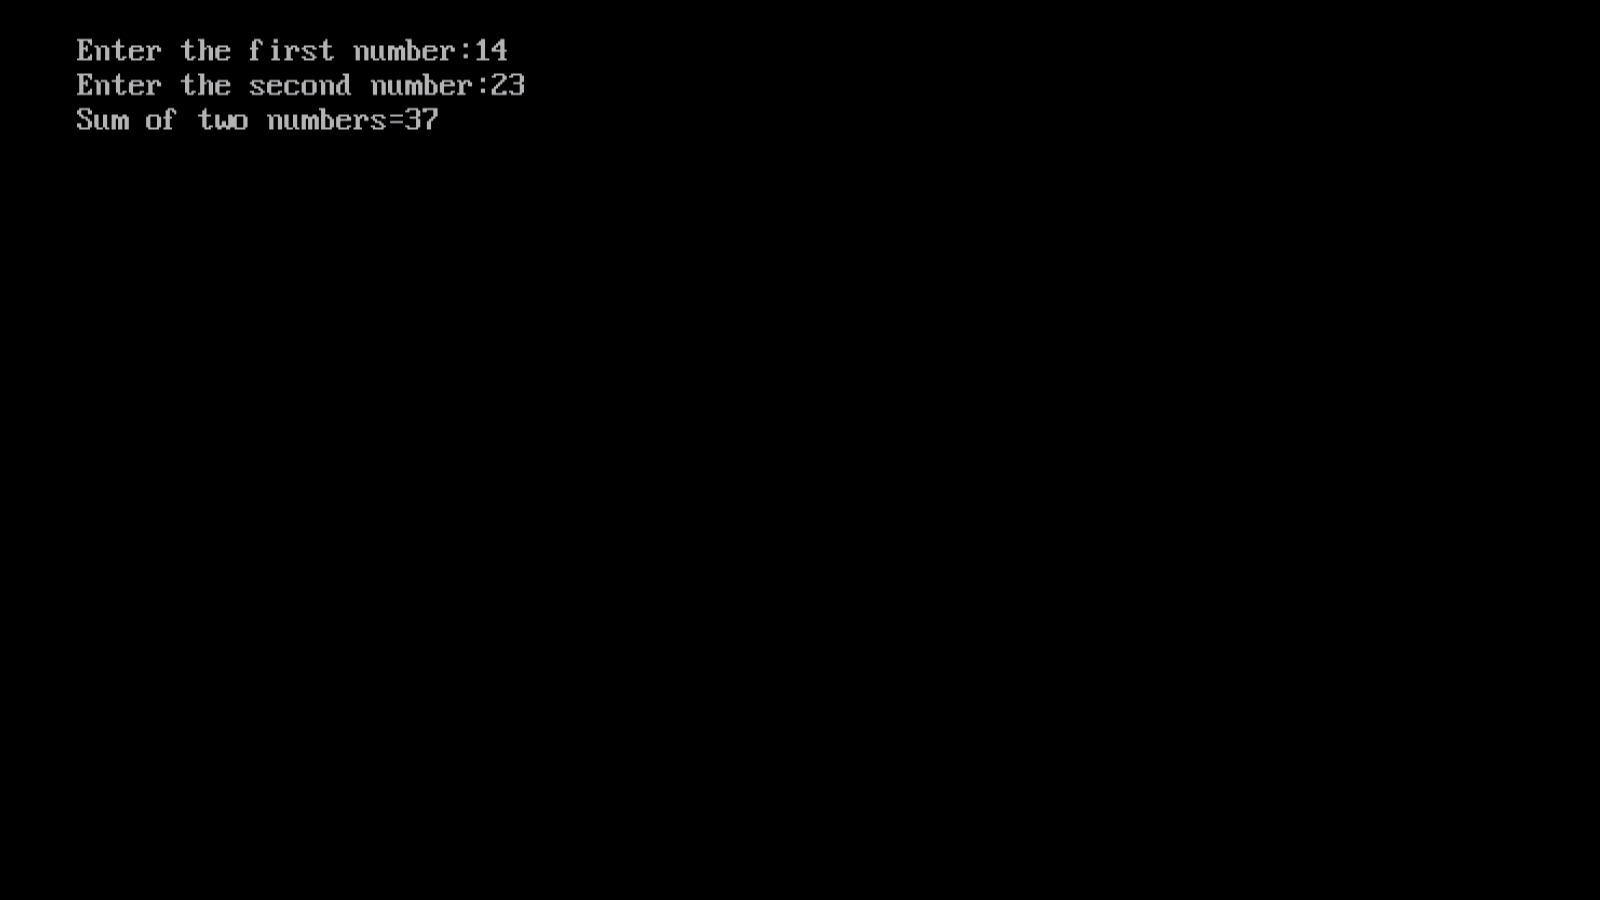 Enter the first number:14
Enter the second number:23
Sum of two numbers=37